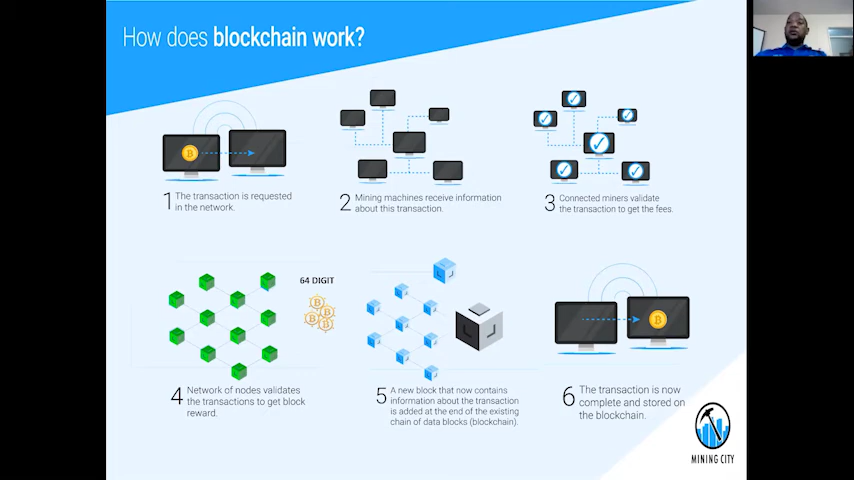 How does blockchain work?
1 The transaction is requested
in the network.
2 Mining machines receive information
about this transaction.
3 Connected miners validate
the transaction to get the fees.
64 DIGIT
4 Network of nodes validates
the transactions to get block
reward.
5 A new block that now contains
information about the transaction
is added at the end of the existing
chain of data blocks (blockchain).
6 The transaction is now
complete and stored on
the blockchain.
MINING CITY